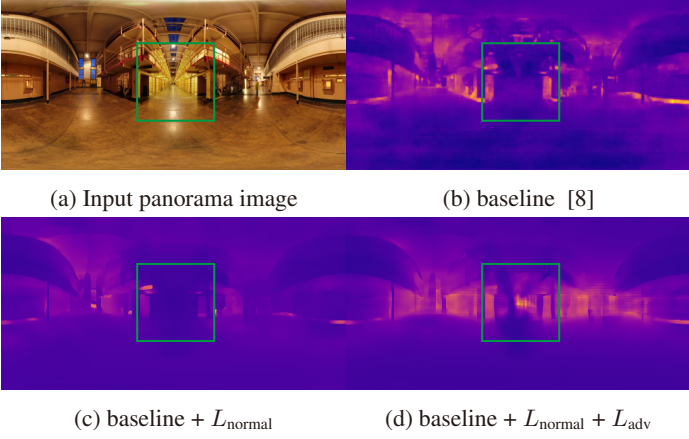 (a) Input panorama image
(b) baseline [8]
(c) baseline + L_normal
(d) baseline + L_normal + L_adv